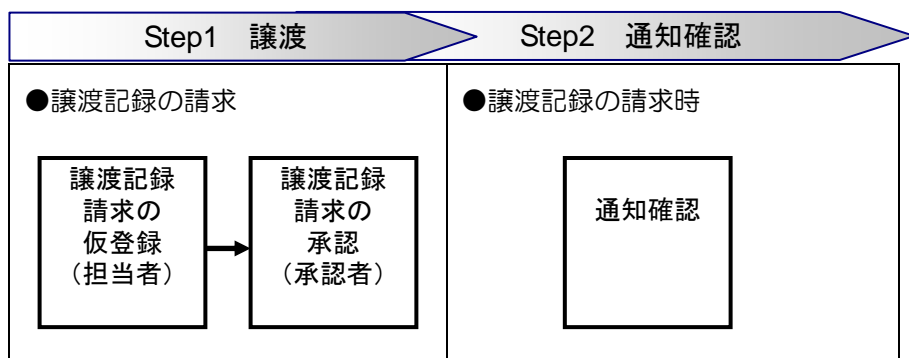 Step1 譲渡
Step2 通知確認
●譲渡記録の請求
●譲渡記録の請求時
譲渡記録
請求の
仮登録
（担当者）
譲渡記録
請求の
承認
（承認者）
通知確認